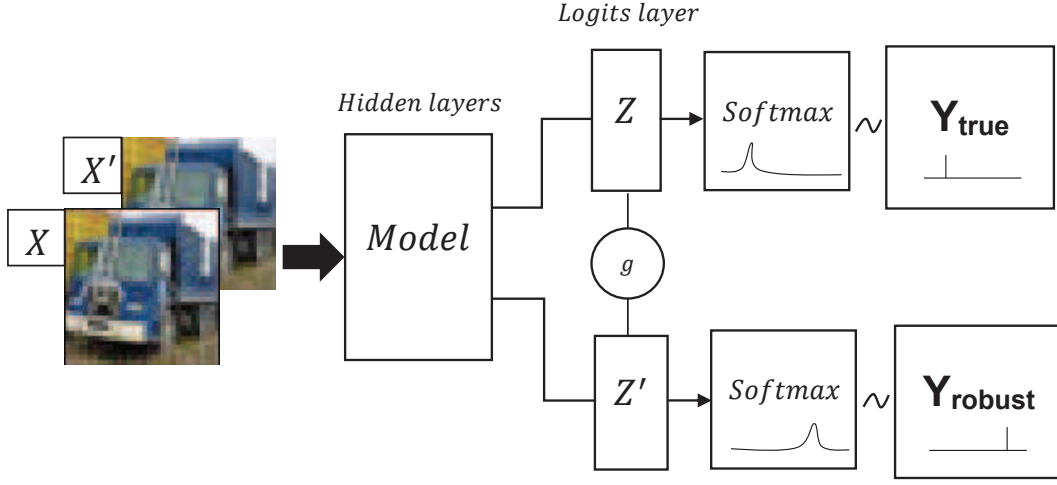 Logits layer
Hidden layers
X′
X
Model
Z
Softmax
~
Y_true
g
Z′
Softmax
~
Y_robust